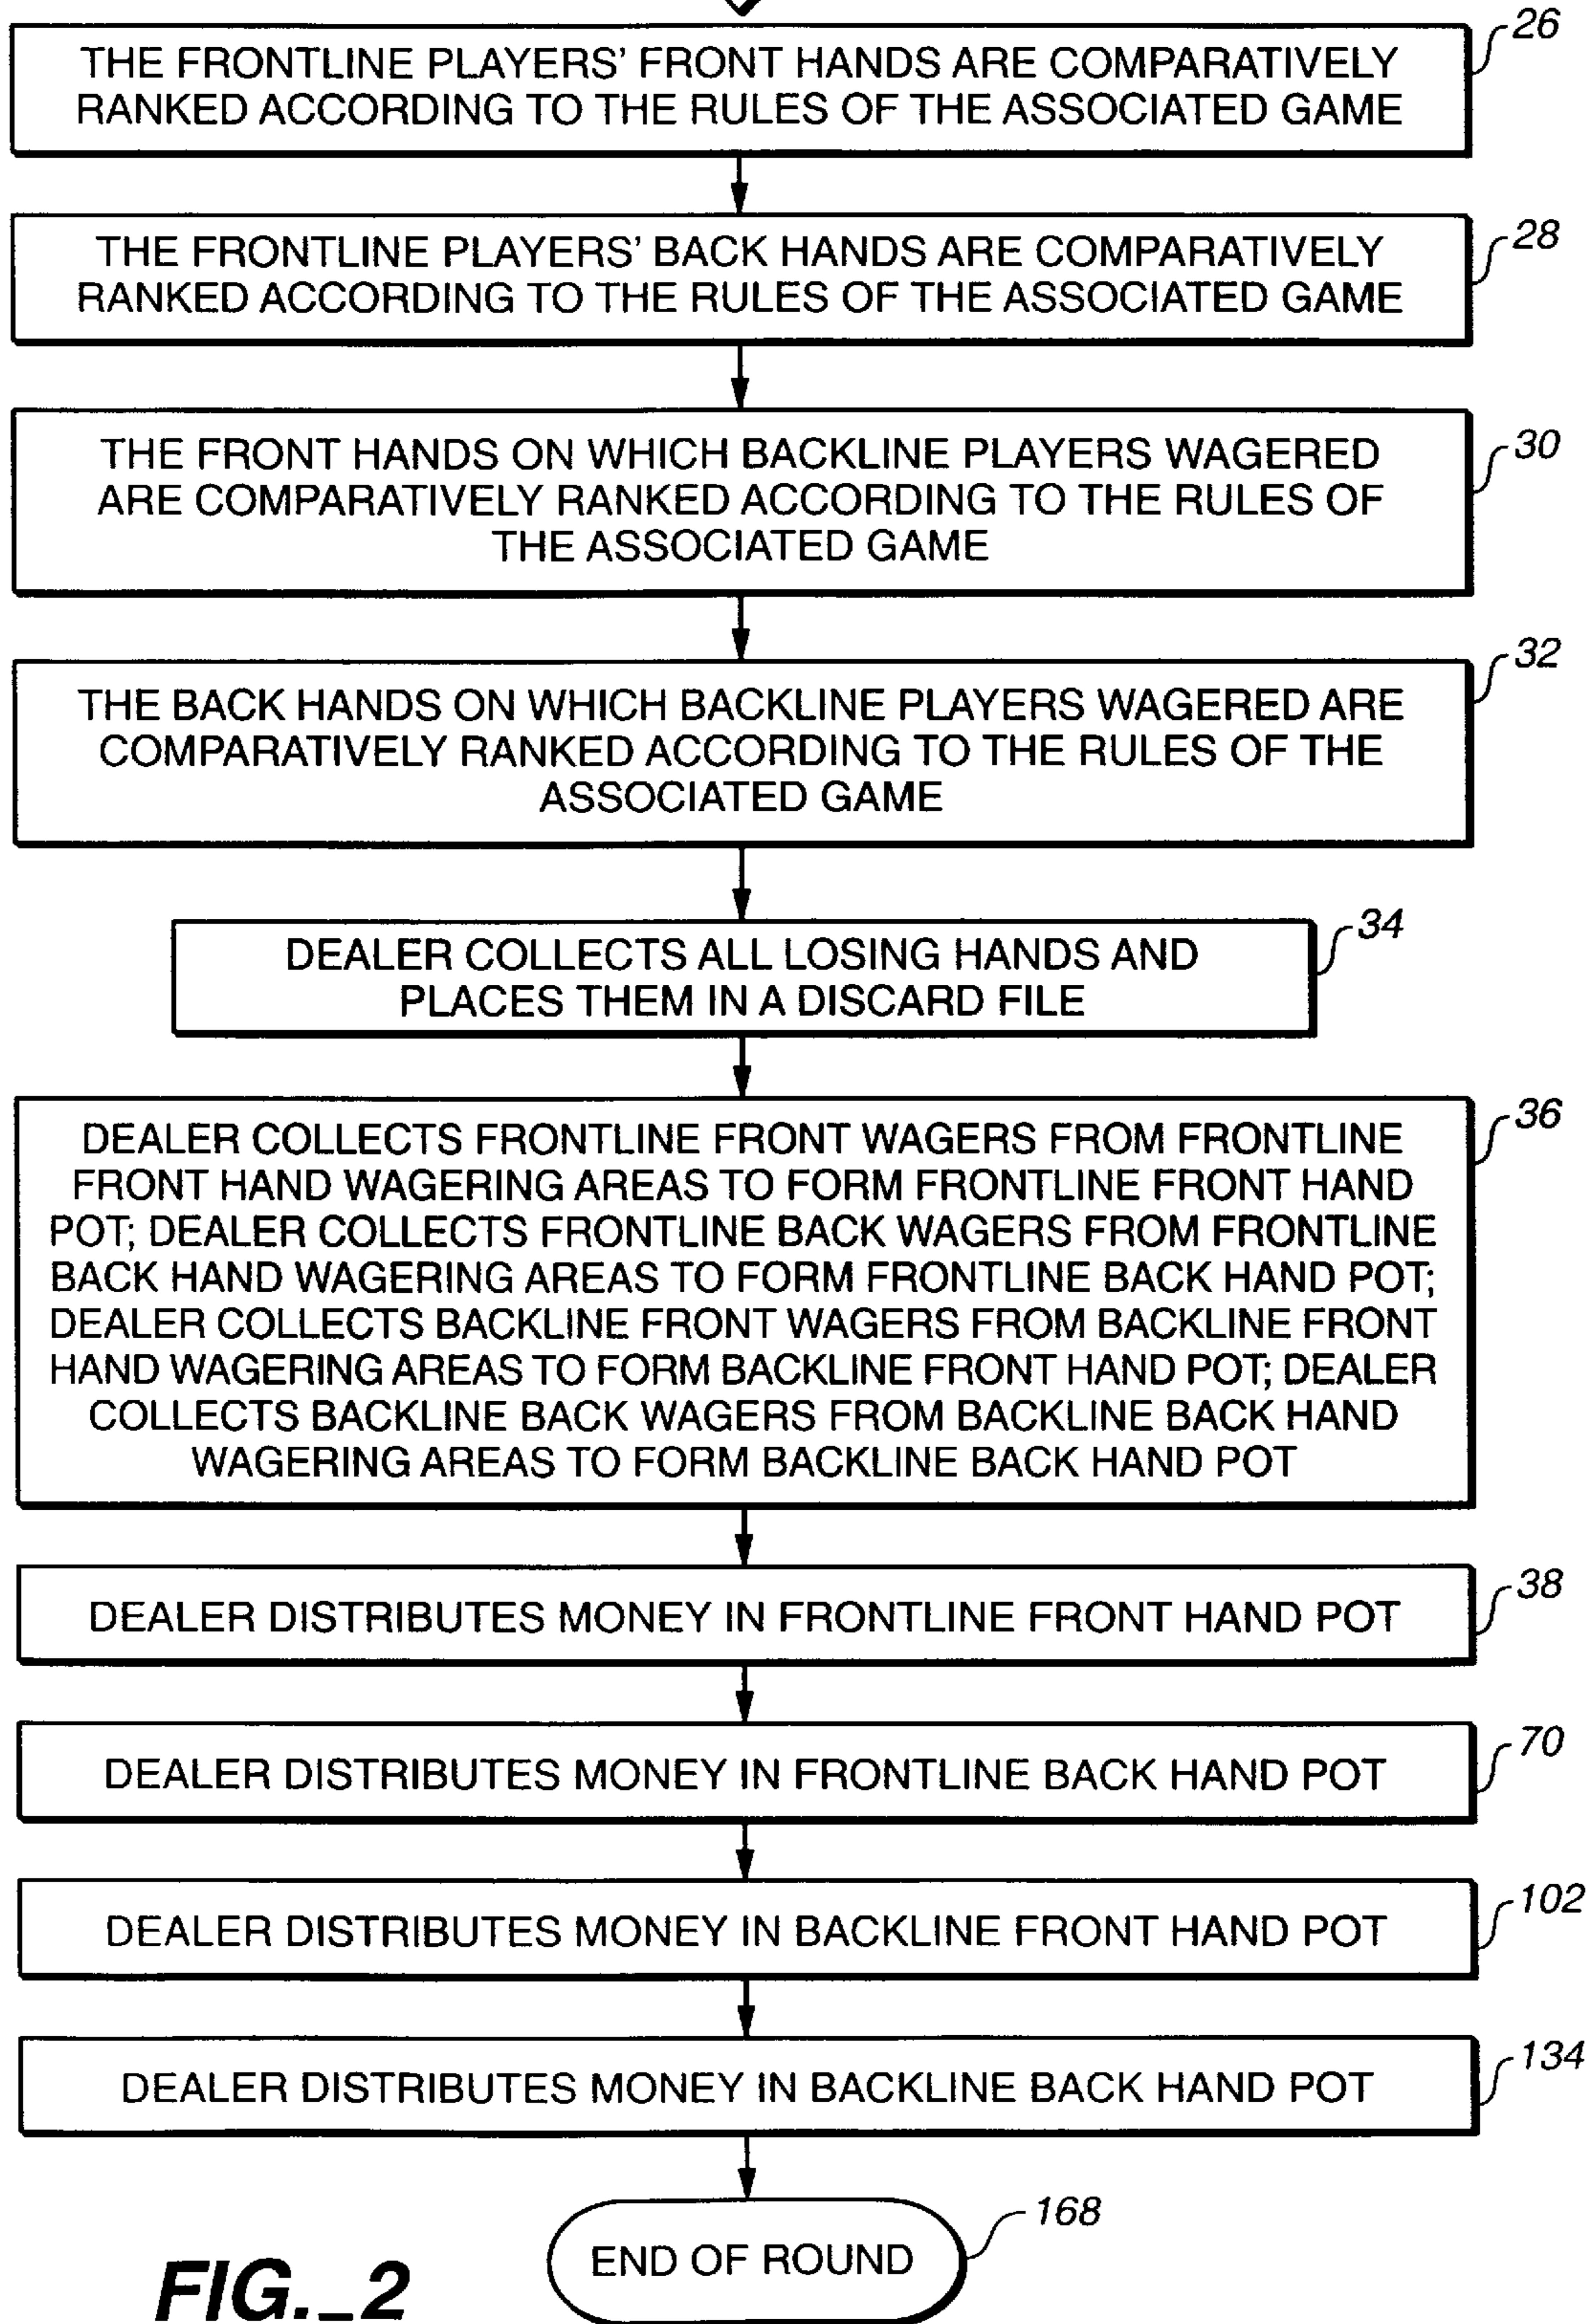 26
THE FRONTLINE PLAYERS' FRONT HANDS ARE COMPARATIVELY
RANKED ACCORDING TO THE RULES OF THE ASSOCIATED GAME
28
THE FRONTLINE PLAYERS' BACK HANDS ARE COMPARATIVELY
RANKED ACCORDING TO THE RULES OF THE ASSOCIATED GAME
30
THE FRONT HANDS ON WHICH BACKLINE PLAYERS WAGERED
ARE COMPARATIVELY RANKED ACCORDING TO THE RULES OF
THE ASSOCIATED GAME
32
THE BACK HANDS ON WHICH BACKLINE PLAYERS WAGERED ARE
COMPARATIVELY RANKED ACCORDING TO THE RULES OF THE
ASSOCIATED GAME
34
DEALER COLLECTS ALL LOSING HANDS AND
PLACES THEM IN A DISCARD FILE
36
DEALER COLLECTS FRONTLINE FRONT WAGERS FROM FRONTLINE
FRONT HAND WAGERING AREAS TO FORM FRONTLINE FRONT HAND
POT; DEALER COLLECTS FRONTLINE BACK WAGERS FROM FRONTLINE
BACK HAND WAGERING AREAS TO FORM FRONTLINE BACK HAND POT;
DEALER COLLECTS BACKLINE FRONT WAGERS FROM BACKLINE FRONT
HAND WAGERING AREAS TO FORM BACKLINE FRONT HAND POT; DEALER
COLLECTS BACKLINE BACK WAGERS FROM BACKLINE BACK HAND
WAGERING AREAS TO FORM BACKLINE BACK HAND POT
38
DEALER DISTRIBUTES MONEY IN FRONTLINE FRONT HAND POT
70
DEALER DISTRIBUTES MONEY IN FRONTLINE BACK HAND POT
102
DEALER DISTRIBUTES MONEY IN BACKLINE FRONT HAND POT
134
DEALER DISTRIBUTES MONEY IN BACKLINE BACK HAND POT
168
END OF ROUND
FIG._2